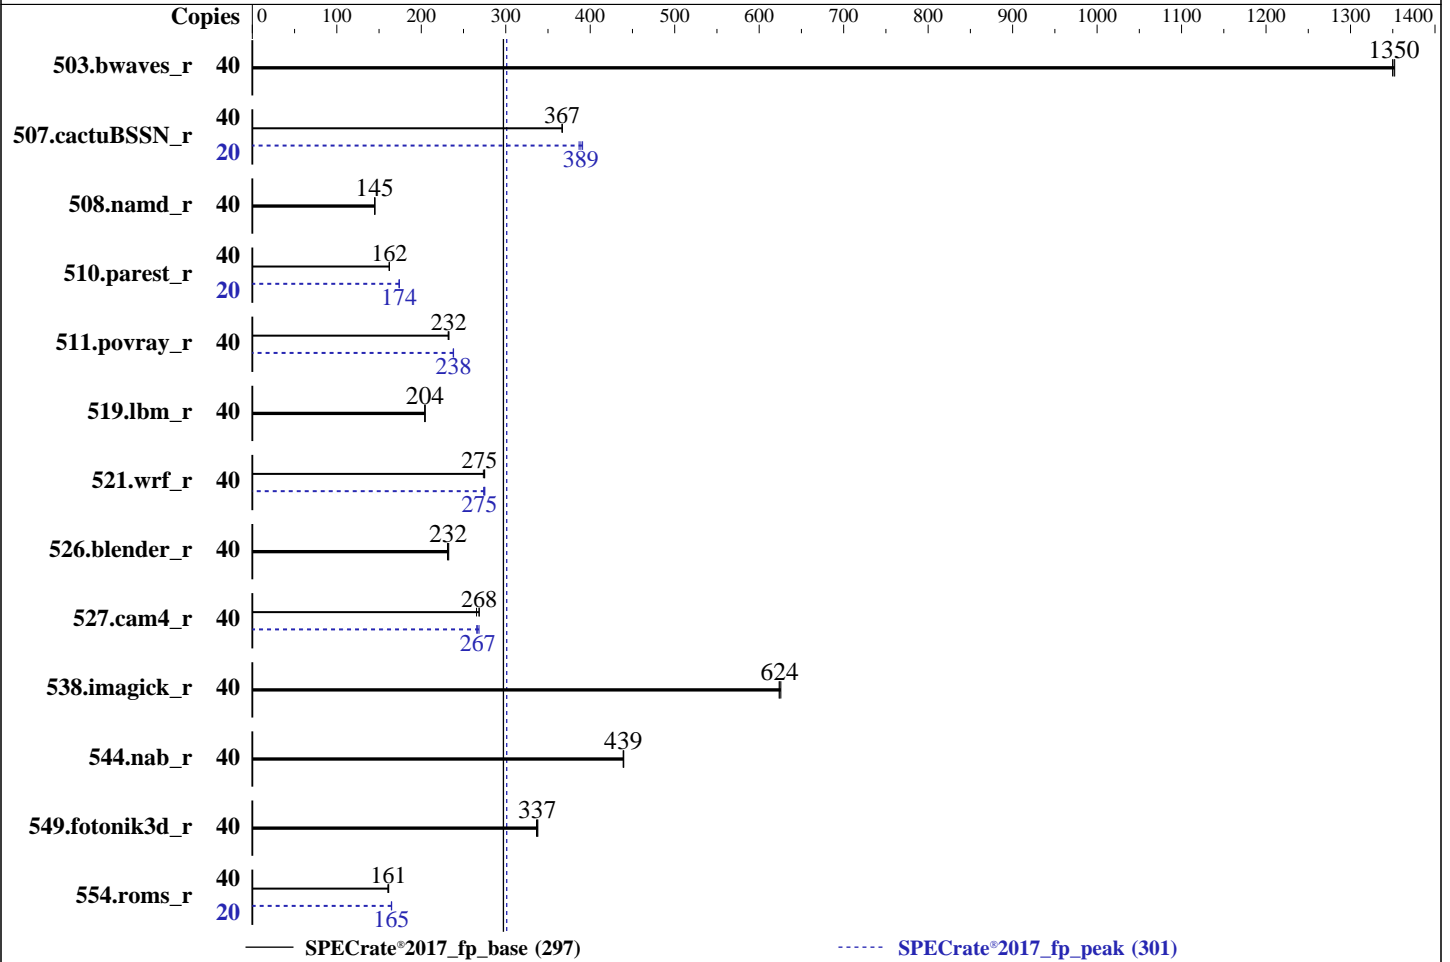 Copies 0 100 200 300 400 500 600 700 800 900 1000 1100 1200 1300 1400
503.bwaves_r 40 1350
507.cactuBSSN_r 40 367
20 389
508.namd_r 40 145
510.parest_r 40 162
20 174
511.povray_r 40 232
238
519.lbm_r 40 204
521.wrf_r 40 275
275
526.blender_r 40 232
527.cam4_r 40 268
267
538.imagick_r 40 624
544.nab_r 40 439
549.fotonik3d_r 40 337
554.roms_r 40 161
20 165
SPECrate®2017_fp_base (297) SPECrate®2017_fp_peak (301)